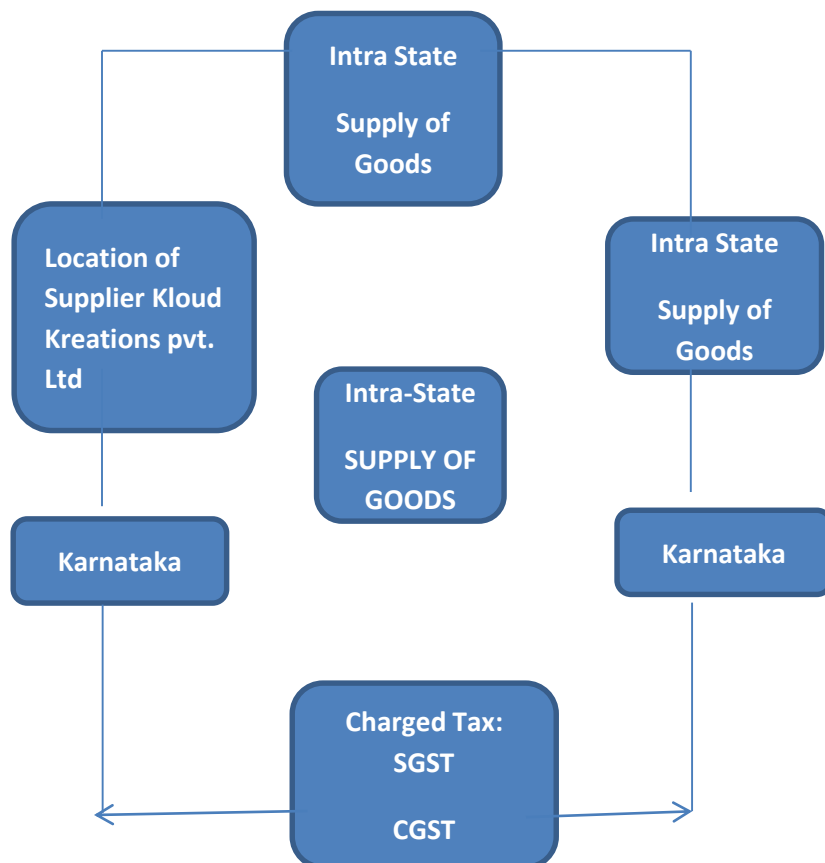 Intra State
Supply of
Goods
Location of
Supplier Kloud
Kreations pvt.
Ltd
Intra State
Supply of
Goods
Intra-State
SUPPLY OF
GOODS
Karnataka
Karnataka
Charged Tax:
SGST
CGST